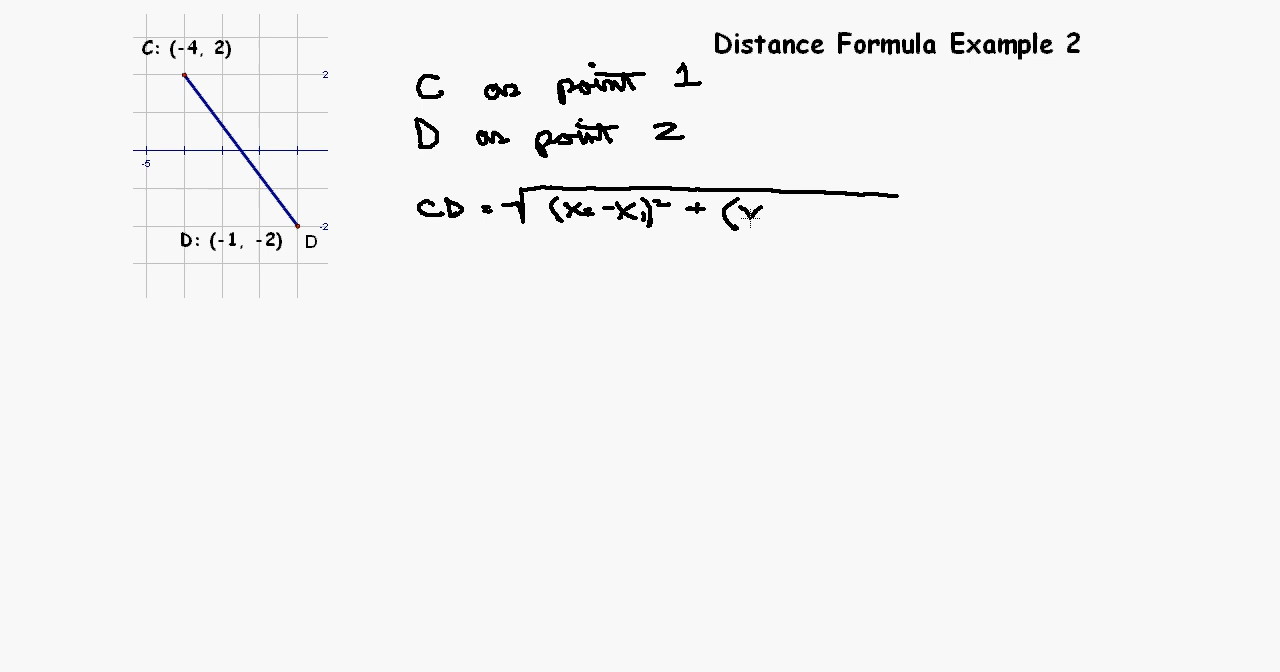 Distance Formula Example 2
C: (-4, 2)
2
-5
-2
D: (-1, -2) D
C as point 1
D as point 2
CD = √(x₂-x₁)² + (y